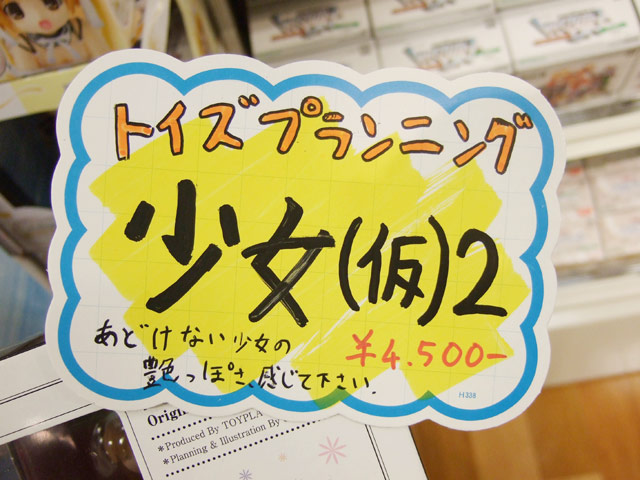 トイズプランニング
少女(仮)2
あどけない少女の
艶っぽさ、感じて下さい。
¥4.500-
H328
Origin
*Produced By TOYPLA
*Planning & Illustration By